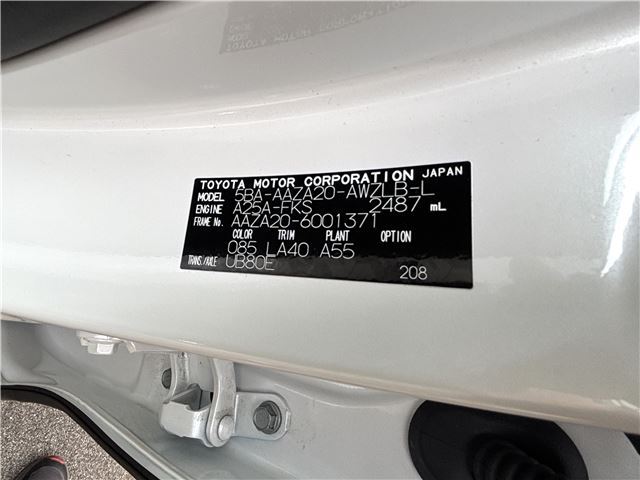 TOYOTA MOTOR CORPORATION JAPAN
MODEL 5BA-AAZA20-AWZLB-L
ENGINE A25A-FKS 2487 mL
FRAME No. AAZA20-6001371
COLOR TRIM PLANT OPTION
085 LA40 A55
TRANS./AXLE UB80E
208